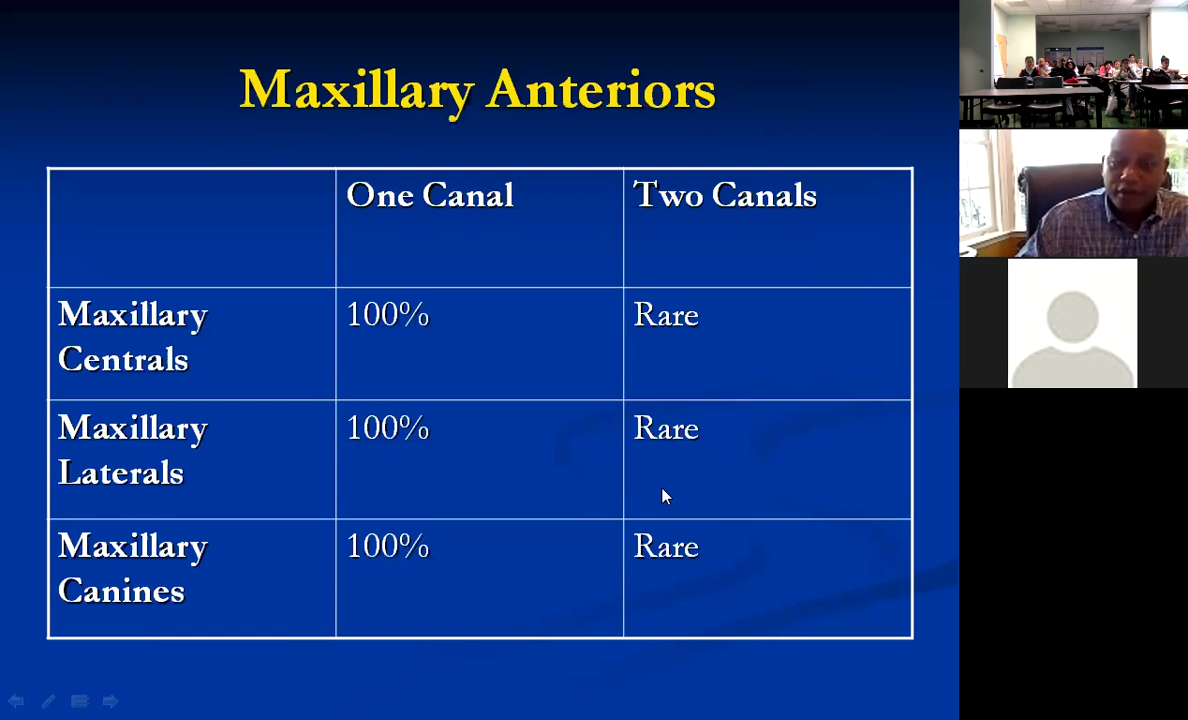 Maxillary Anteriors
One Canal
Two Canals
Maxillary
Centrals
100%
Rare
Maxillary
Laterals
100%
Rare
Maxillary
Canines
100%
Rare